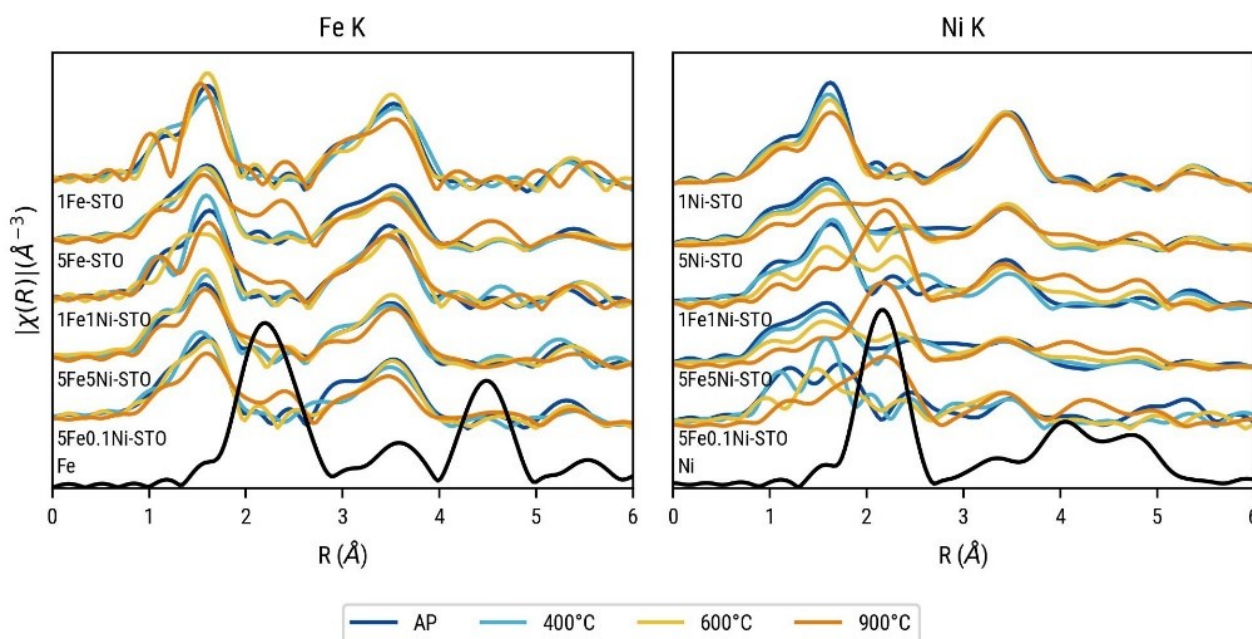 Fe K
Ni K
|χ(R)|(Å⁻³)
1Fe-STO
5Fe-STO
1Fe1Ni-STO
5Fe5Ni-STO
5Fe0.1Ni-STO
Fe
0 1 2 3 4 5 6
R (Å)
1Ni-STO
5Ni-STO
1Fe1Ni-STO
5Fe5Ni-STO
5Fe0.1Ni-STO
Ni
0 1 2 3 4 5 6
R (Å)
AP 400°C 600°C 900°C